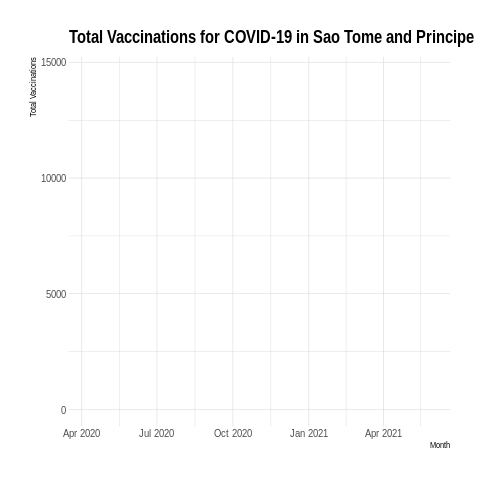 Total Vaccinations for COVID-19 in Sao Tome and Principe
Total Vaccinations
15000
10000
5000
0
Apr 2020 Jul 2020 Oct 2020 Jan 2021 Apr 2021
Month